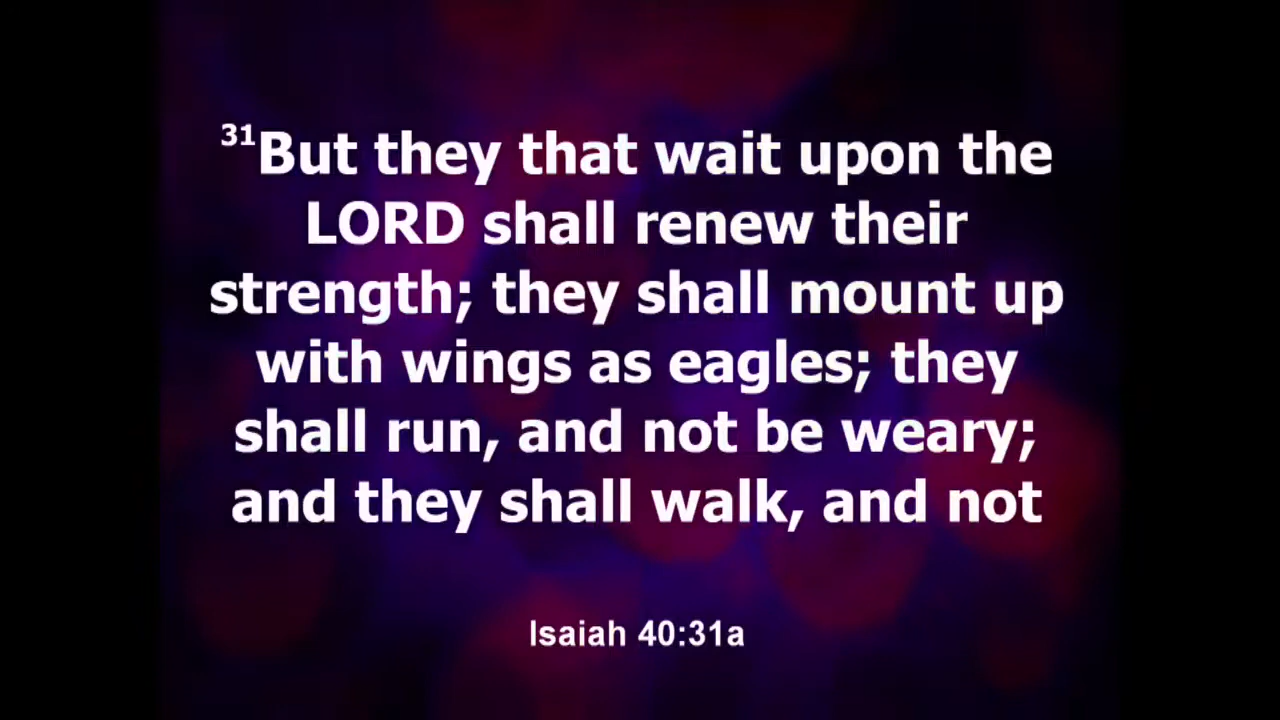 31But they that wait upon the
LORD shall renew their
strength; they shall mount up
with wings as eagles; they
shall run, and not be weary;
and they shall walk, and not
Isaiah 40:31a